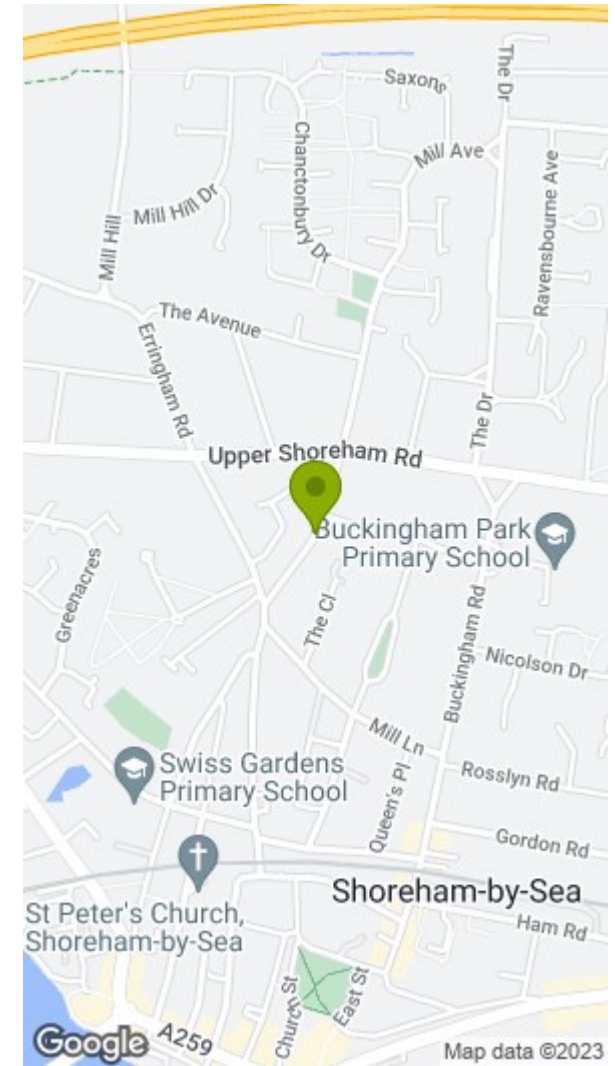 Saxons
The Dr
Mill Ave
Chanctonbury Dr
Mill Hill Dr
Ravensbourne Ave
Mill Hill
The Avenue
Erringham Rd
The Dr
Upper Shoreham Rd
Buckingham Park
Primary School
Greenacres
The Cl
Buckingham Rd
Nicolson Dr
Mill Ln
Swiss Gardens
Primary School
Rosslyn Rd
Queen's Pl
Gordon Rd
Shoreham-by-Sea
St Peter's Church,
Shoreham-by-Sea
Ham Rd
Church St
East St
Google
A259
Map data ©2023